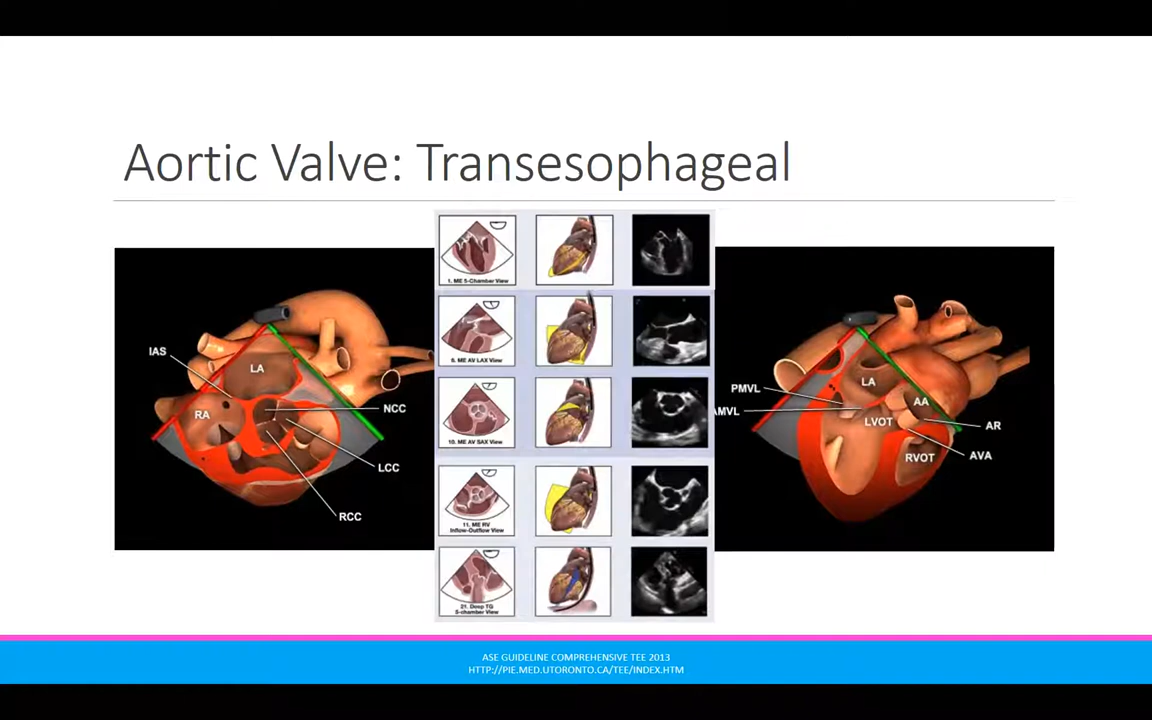 Aortic Valve: Transesophageal
IAS
LA
RA
NCC
LCC
RCC
1. ME 5-Chamber View
ME AV LAX View
10. ME AV SAX View
11. ME RV
Inflow-Outflow View
21. Deep TG
5-chamber View
PMVL
AMVL
LA
AA
LVOT
AR
RVOT
AVA
ASE GUIDELINE COMPREHENSIVE TEE 2013
HTTP://PIE.MED.UTORONTO.CA/TEE/INDEX.HTM